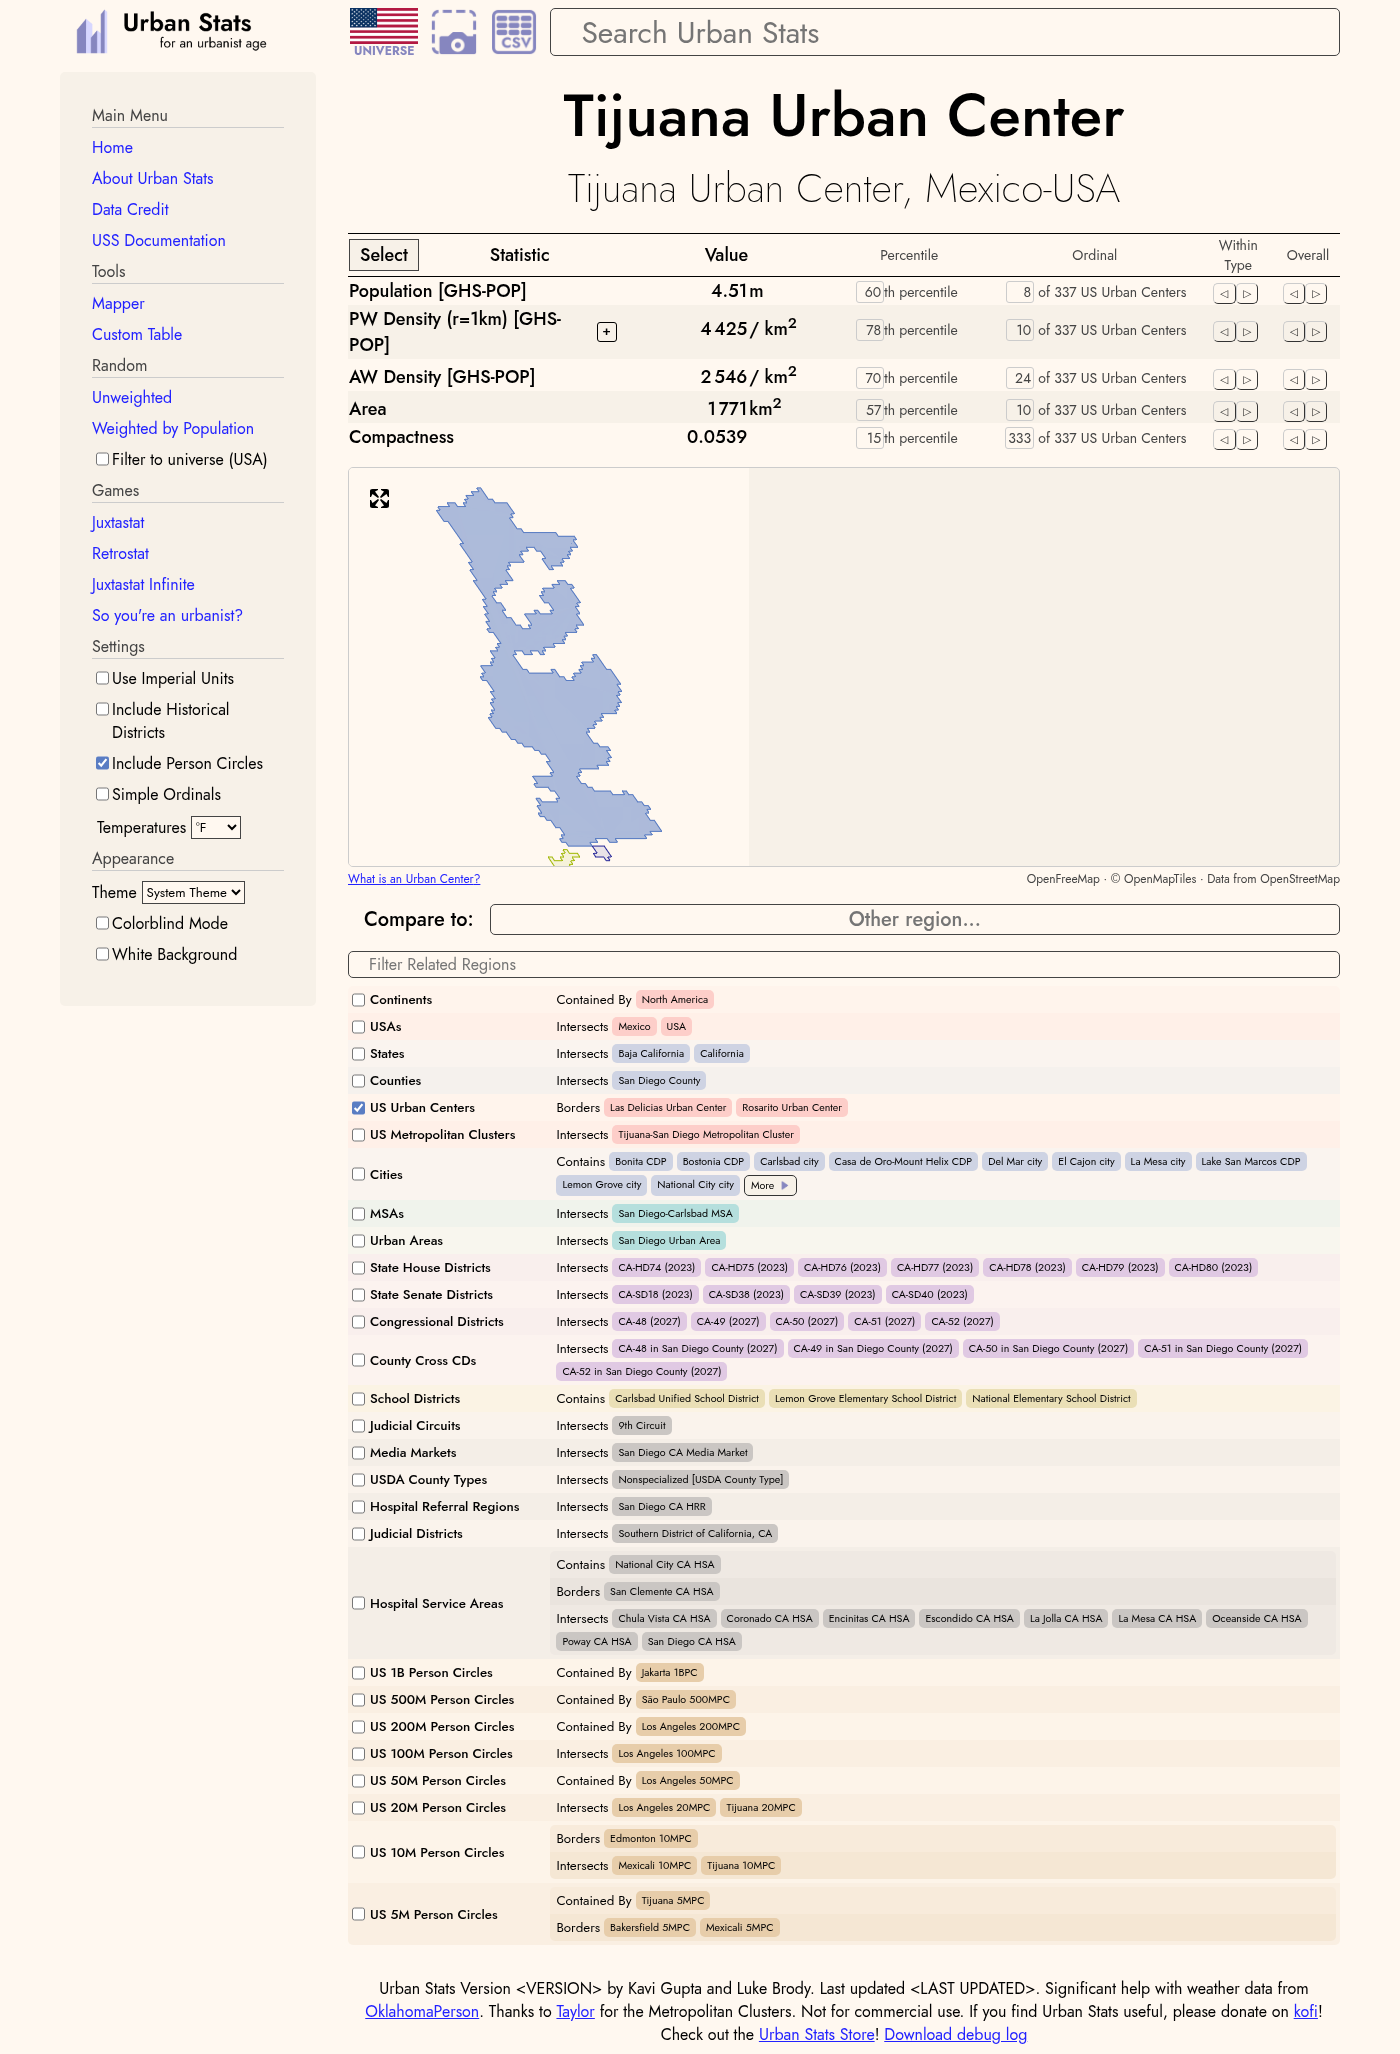 Urban Stats
for an urbanist age
UNIVERSE
CSV
Search Urban Stats
Main Menu
Home
About Urban Stats
Data Credit
USS Documentation
Tools
Mapper
Custom Table
Random
Unweighted
Weighted by Population
Filter to universe (USA)
Games
Juxtastat
Retrostat
Juxtastat Infinite
So you're an urbanist?
Settings
Use Imperial Units
Include Historical
Districts
Include Person Circles
Simple Ordinals
Temperatures °F
Appearance
Theme System Theme
Colorblind Mode
White Background
Tijuana Urban Center
Tijuana Urban Center, Mexico-USA
Select Statistic Value Percentile Ordinal Within Type Overall
Population [GHS-POP] 4.51 m 60th percentile 8 of 337 US Urban Centers
PW Density (r=1km) [GHS-POP] + 4 425 / km2 78th percentile 10 of 337 US Urban Centers
AW Density [GHS-POP] 2 546 / km2 70th percentile 24 of 337 US Urban Centers
Area 1 771 km2 57th percentile 10 of 337 US Urban Centers
Compactness 0.0539 15th percentile 333 of 337 US Urban Centers
What is an Urban Center? OpenFreeMap · © OpenMapTiles · Data from OpenStreetMap
Compare to: Other region...
Filter Related Regions
Continents Contained By North America
USAs Intersects Mexico USA
States Intersects Baja California California
Counties Intersects San Diego County
US Urban Centers Borders Las Delicias Urban Center Rosarito Urban Center
US Metropolitan Clusters Intersects Tijuana-San Diego Metropolitan Cluster
Cities Contains Bonita CDP Bostonia CDP Carlsbad city Casa de Oro-Mount Helix CDP Del Mar city El Cajon city La Mesa city Lake San Marcos CDP
Lemon Grove city National City city More
MSAs Intersects San Diego-Carlsbad MSA
Urban Areas Intersects San Diego Urban Area
State House Districts Intersects CA-HD74 (2023) CA-HD75 (2023) CA-HD76 (2023) CA-HD77 (2023) CA-HD78 (2023) CA-HD79 (2023) CA-HD80 (2023)
State Senate Districts Intersects CA-SD18 (2023) CA-SD38 (2023) CA-SD39 (2023) CA-SD40 (2023)
Congressional Districts Intersects CA-48 (2027) CA-49 (2027) CA-50 (2027) CA-51 (2027) CA-52 (2027)
County Cross CDs Intersects CA-48 in San Diego County (2027) CA-49 in San Diego County (2027) CA-50 in San Diego County (2027) CA-51 in San Diego County (2027)
CA-52 in San Diego County (2027)
School Districts Contains Carlsbad Unified School District Lemon Grove Elementary School District National Elementary School District
Judicial Circuits Intersects 9th Circuit
Media Markets Intersects San Diego CA Media Market
USDA County Types Intersects Nonspecialized [USDA County Type]
Hospital Referral Regions Intersects San Diego CA HRR
Judicial Districts Intersects Southern District of California, CA
Hospital Service Areas Contains National City CA HSA
Borders San Clemente CA HSA
Intersects Chula Vista CA HSA Coronado CA HSA Encinitas CA HSA Escondido CA HSA La Jolla CA HSA La Mesa CA HSA Oceanside CA HSA
Poway CA HSA San Diego CA HSA
US 1B Person Circles Contained By Jakarta 1BPC
US 500M Person Circles Contained By São Paulo 500MPC
US 200M Person Circles Contained By Los Angeles 200MPC
US 100M Person Circles Intersects Los Angeles 100MPC
US 50M Person Circles Contained By Los Angeles 50MPC
US 20M Person Circles Intersects Los Angeles 20MPC Tijuana 20MPC
US 10M Person Circles Borders Edmonton 10MPC
Intersects Mexicali 10MPC Tijuana 10MPC
US 5M Person Circles Contained By Tijuana 5MPC
Borders Bakersfield 5MPC Mexicali 5MPC
Urban Stats Version <VERSION> by Kavi Gupta and Luke Brody. Last updated <LAST UPDATED>. Significant help with weather data from
OklahomaPerson. Thanks to Taylor for the Metropolitan Clusters. Not for commercial use. If you find Urban Stats useful, please donate on kofi!
Check out the Urban Stats Store! Download debug log